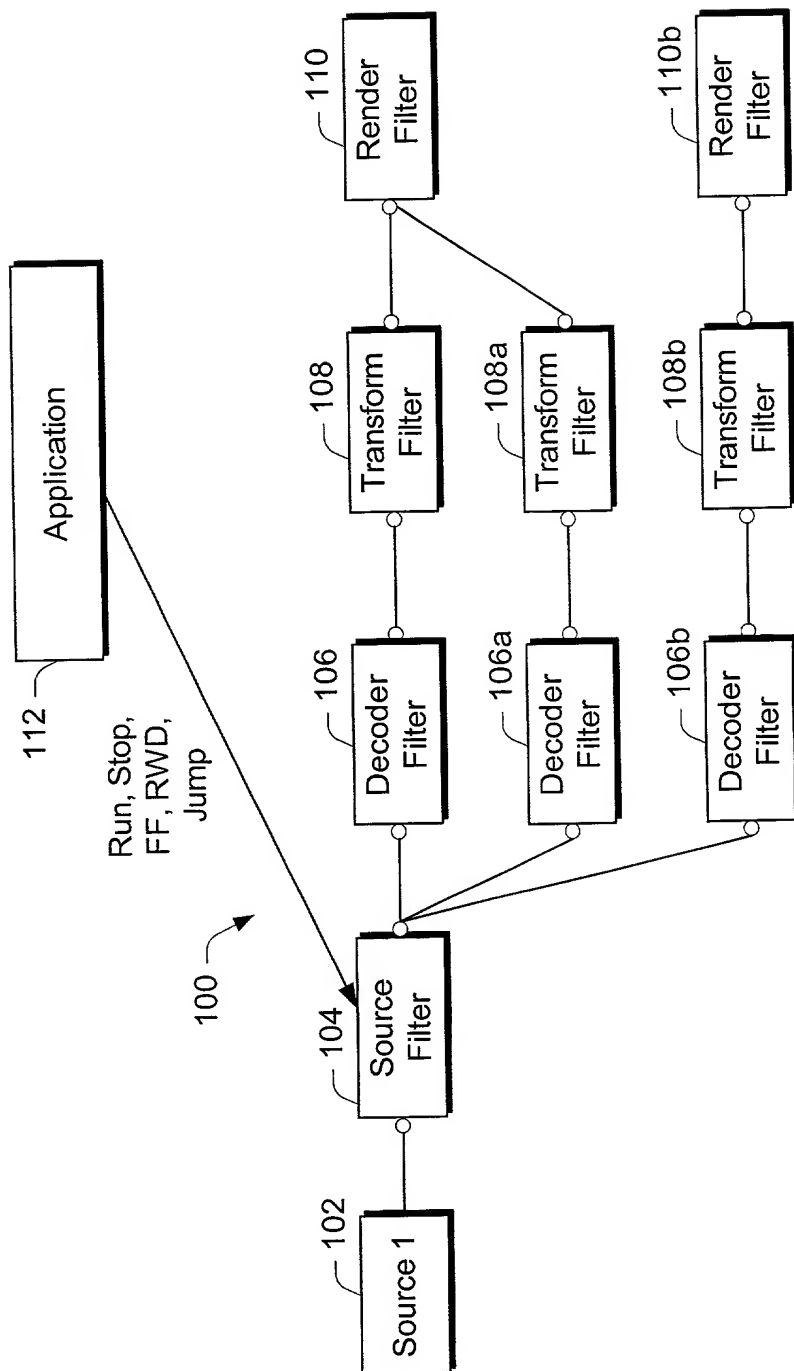 Application
112
Run, Stop,
FF, RWD,
Jump
100
102
Source 1
104
Source
Filter
106
Decoder
Filter
108
Transform
Filter
110
Render
Filter
106a
Decoder
Filter
108a
Transform
Filter
106b
Decoder
Filter
108b
Transform
Filter
110b
Render
Filter